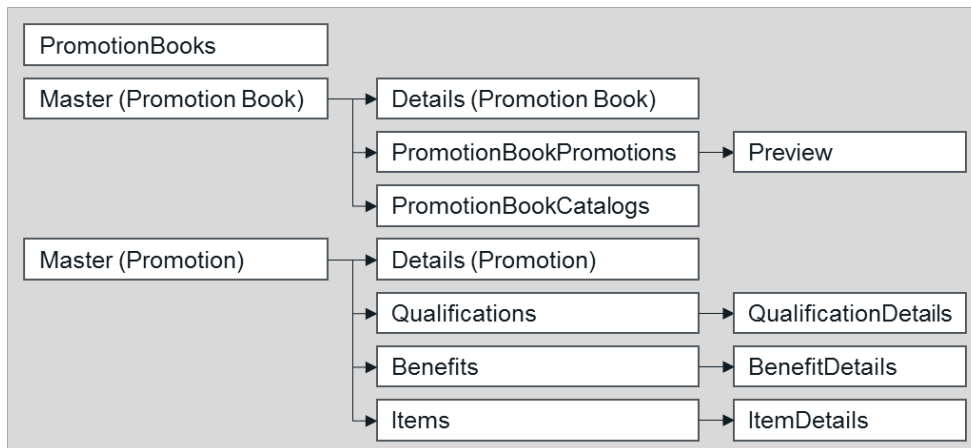 PromotionBooks
Master (Promotion Book)
Details (Promotion Book)
PromotionBookPromotions
Preview
PromotionBookCatalogs
Master (Promotion)
Details (Promotion)
Qualifications
QualificationDetails
Benefits
BenefitDetails
Items
ItemDetails